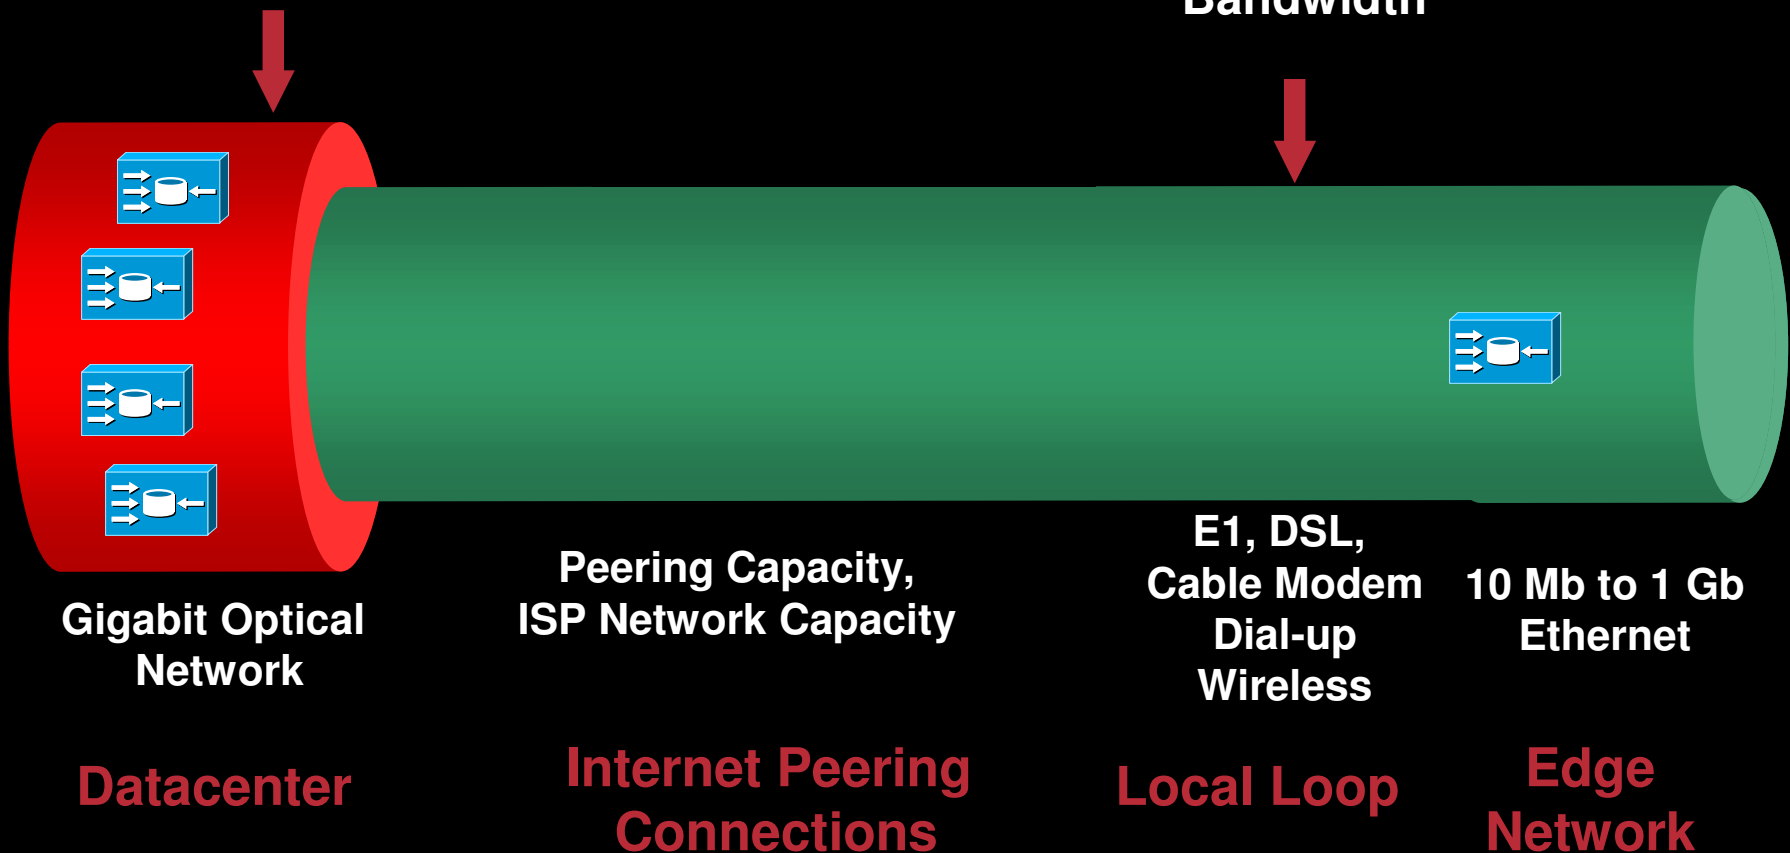 Bandwidth
Gigabit Optical
Network
Peering Capacity,
ISP Network Capacity
E1, DSL,
Cable Modem
Dial-up
Wireless
10 Mb to 1 Gb
Ethernet
Datacenter
Internet Peering
Connections
Local Loop
Edge
Network